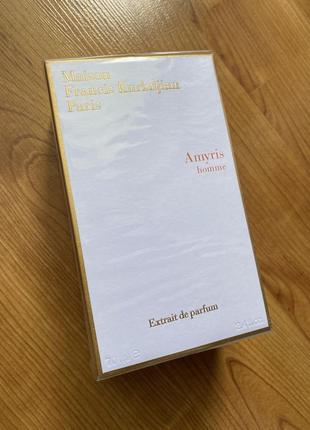 Maison
Francis Kurkdjian
Paris
Amyris
homme
Extrait de parfum